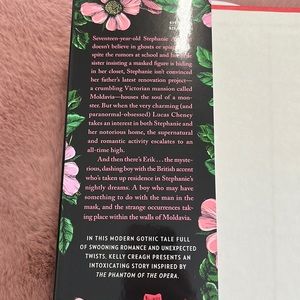 Seventeen-year-old Stephanie
doesn't believe in ghosts or spirits
spite the rumors at school and her
sister insisting a masked figure is hiding
in her closet, Stephanie isn't convinced
her father's latest renovation project—
a crumbling Victorian mansion called
Moldavia—houses the soul of a mon-
ster. But when the very charming (and
paranormal-obsessed) Lucas Cheney
takes an interest in both Stephanie and
her notorious home, the supernatural
and romantic activity escalates to an
all-time high.
And then there's Erik . . . the myste-
rious, dashing boy with the British accent
who's taken up residence in Stephanie's
nightly dreams. A boy who may have
something to do with the man in the
mask, and the strange occurrences tak-
ing place within the walls of Moldavia.
IN THIS MODERN GOTHIC TALE FULL
OF SWOONING ROMANCE AND UNEXPECTED
TWISTS, KELLY CREAGH PRESENTS AN
INTOXICATING STORY INSPIRED BY
THE PHANTOM OF THE OPERA.